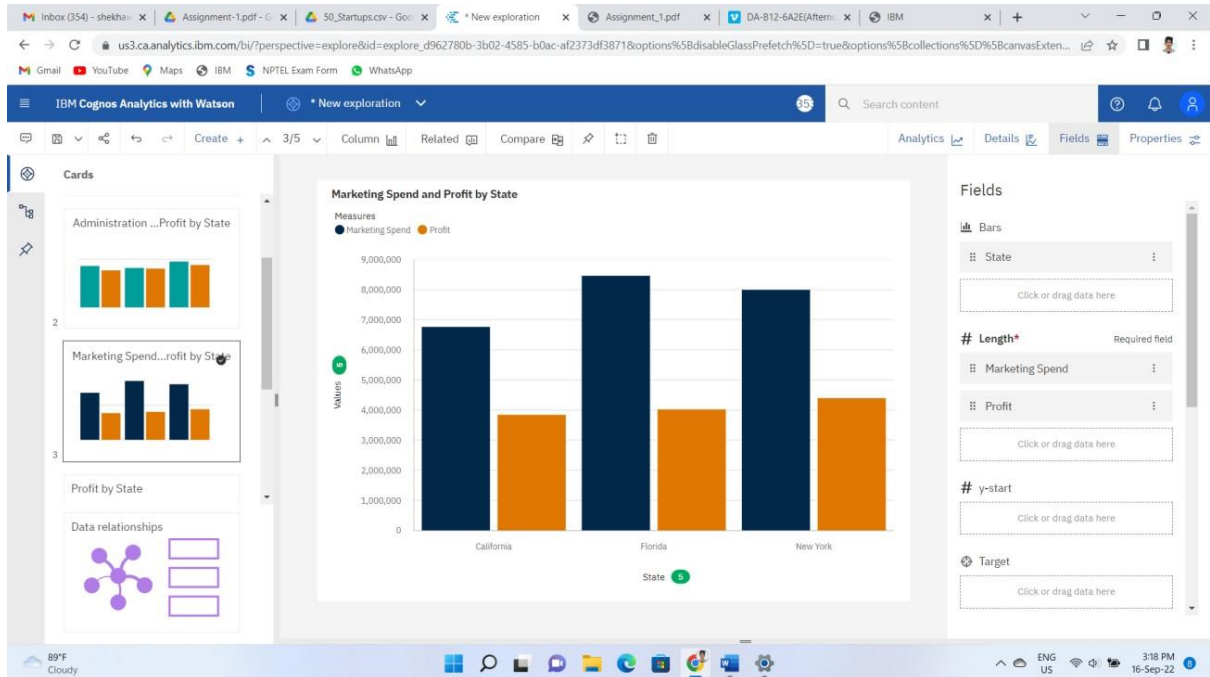 Inbox (354) - shekhav
Assignment-1.pdf - G
50_Startups.csv - Goo
* New exploration
Assignment_1.pdf
DA-B12-6A2E(Afterno
IBM
us3.ca.analytics.ibm.com/bi/?perspective=explore&id=explore_d962780b-3b02-4585-b0ac-af2373df3871&options%5BdisableGlassPrefetch%5D=true&options%5Bcollections%5D%5BcanvasExten...
Gmail YouTube Maps IBM NPTEL Exam Form WhatsApp
IBM Cognos Analytics with Watson
* New exploration
Search content
Create + 3/5 Column Related Compare
Analytics Details Fields Properties
Cards
Administration ...Profit by State
2
Marketing Spend...rofit by State
3
Profit by State
Data relationships
Marketing Spend and Profit by State
Measures
Marketing Spend Profit
9,000,000
8,000,000
7,000,000
6,000,000
5,000,000
4,000,000
3,000,000
2,000,000
1,000,000
0
Values 5
California Florida New York
State 5
Fields
Bars
State
Click or drag data here
# Length* Required field
Marketing Spend
Profit
Click or drag data here
# y-start
Click or drag data here
Target
Click or drag data here
89°F
Cloudy
ENG
US
3:18 PM
16-Sep-22
8